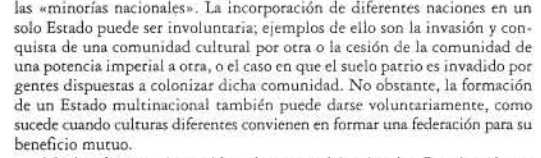 las «minorías nacionales». La incorporación de diferentes naciones en un
solo Estado puede ser involuntaria; ejemplos de ello son la invasión y con-
quista de una comunidad cultural por otra o la cesión de la comunidad de
una potencia imperial a otra, o el caso en que el suelo patrio es invadido por
gentes dispuestas a colonizar dicha comunidad. No obstante, la formación
de un Estado multinacional también puede darse voluntariamente, como
sucede cuando culturas diferentes convienen en formar una federación para su
beneficio mutuo.